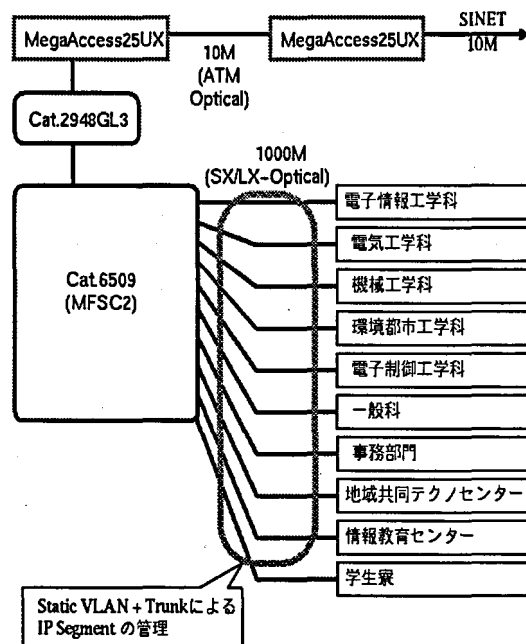 SINET
MegaAccess25UX
MegaAccess25UX
10M
10M
(ATM
Optical)
Cat.2948GL3
1000M
(SX/LX-Optical)
Cat.6509
(MFSC2)
電子情報工学科
電気工学科
機械工学科
環境都市工学科
電子制御工学科
一般科
事務部門
地域共同テクノセンター
情報教育センター
学生寮
Static VLAN + Trunkによる
IP Segment の管理